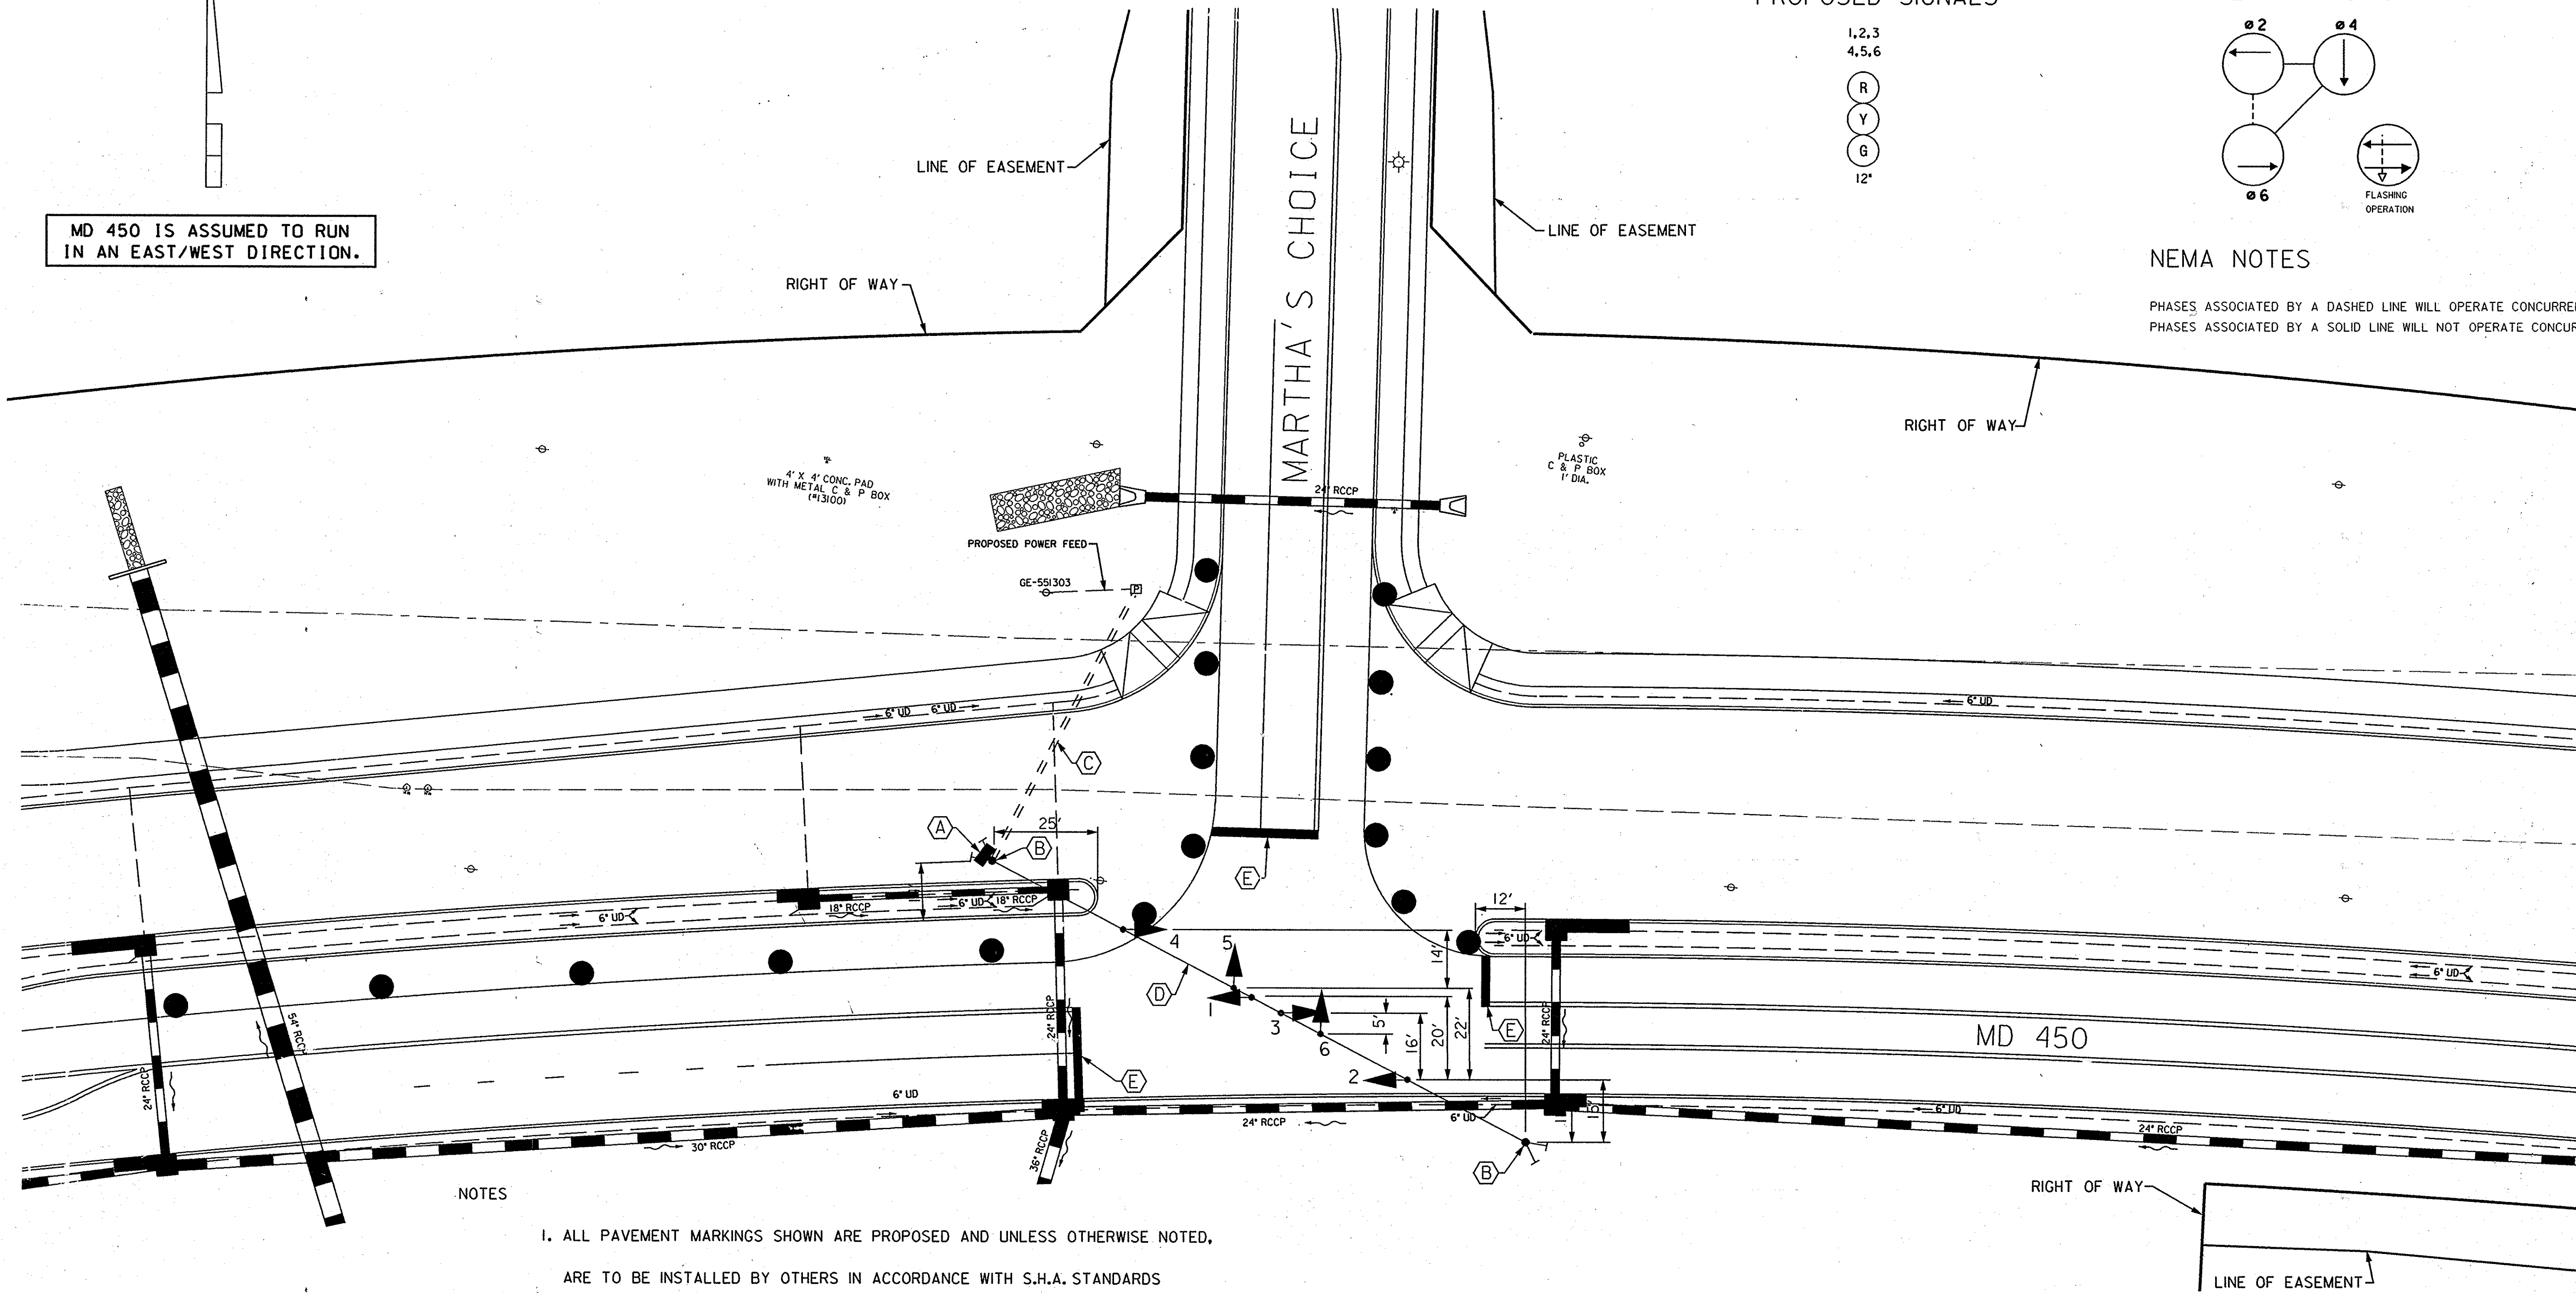 PROPOSED SIGNALS
1,2,3
4,5,6
R
Y
G
12"
ø2
ø4
ø6
FLASHING
OPERATION
NEMA NOTES
PHASES ASSOCIATED BY A DASHED LINE WILL OPERATE
PHASES ASSOCIATED BY A SOLID LINE WILL NOT OPERATE
MD 450 IS ASSUMED TO RUN
IN AN EAST/WEST DIRECTION.
LINE OF EASEMENT
LINE OF EASEMENT
RIGHT OF WAY
RIGHT OF WAY
MARTHA'S CHOICE
4' X 4' CONC. PAD
WITH METAL C & P BOX
(#13100)
PLASTIC
C & P BOX
1' DIA.
24" RCCP
PROPOSED POWER FEED
GE-551303
P
6" UD
6" UD
6" UD
C
A
B
25'
E
12'
18" RCCP
6" UD
18" RCCP
6" UD
6" UD
6" UD
4
5
14'
D
1
3
6
5'
16'
20'
22'
2
E
E
54" RCCP
24" RCCP
24" RCCP
24" RCCP
MD 450
15'
6" UD
6" UD
6" UD
24" RCCP
24" RCCP
30" RCCP
36" RCCP
B
RIGHT OF WAY
LINE OF EASEMENT
NOTES
1. ALL PAVEMENT MARKINGS SHOWN ARE PROPOSED AND UNLESS OTHERWISE NOTED,
ARE TO BE INSTALLED BY OTHERS IN ACCORDANCE WITH S.H.A. STANDARDS